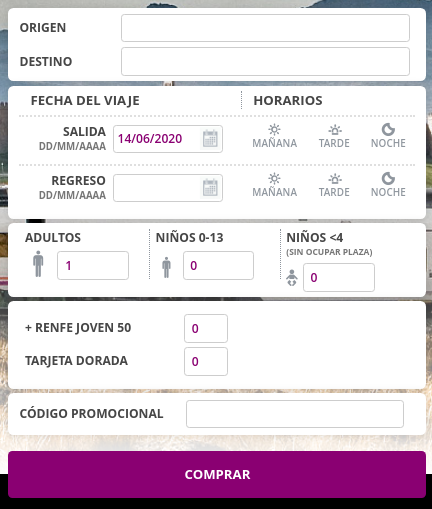 ORIGEN
DESTINO
FECHA DEL VIAJE HORARIOS
SALIDA
DD/MM/AAAA
14/06/2020
MAÑANA TARDE NOCHE
REGRESO
DD/MM/AAAA
MAÑANA TARDE NOCHE
ADULTOS
1
NIÑOS 0-13
0
NIÑOS <4
(SIN OCUPAR PLAZA)
0
+ RENFE JOVEN 50 0
TARJETA DORADA 0
CÓDIGO PROMOCIONAL
COMPRAR